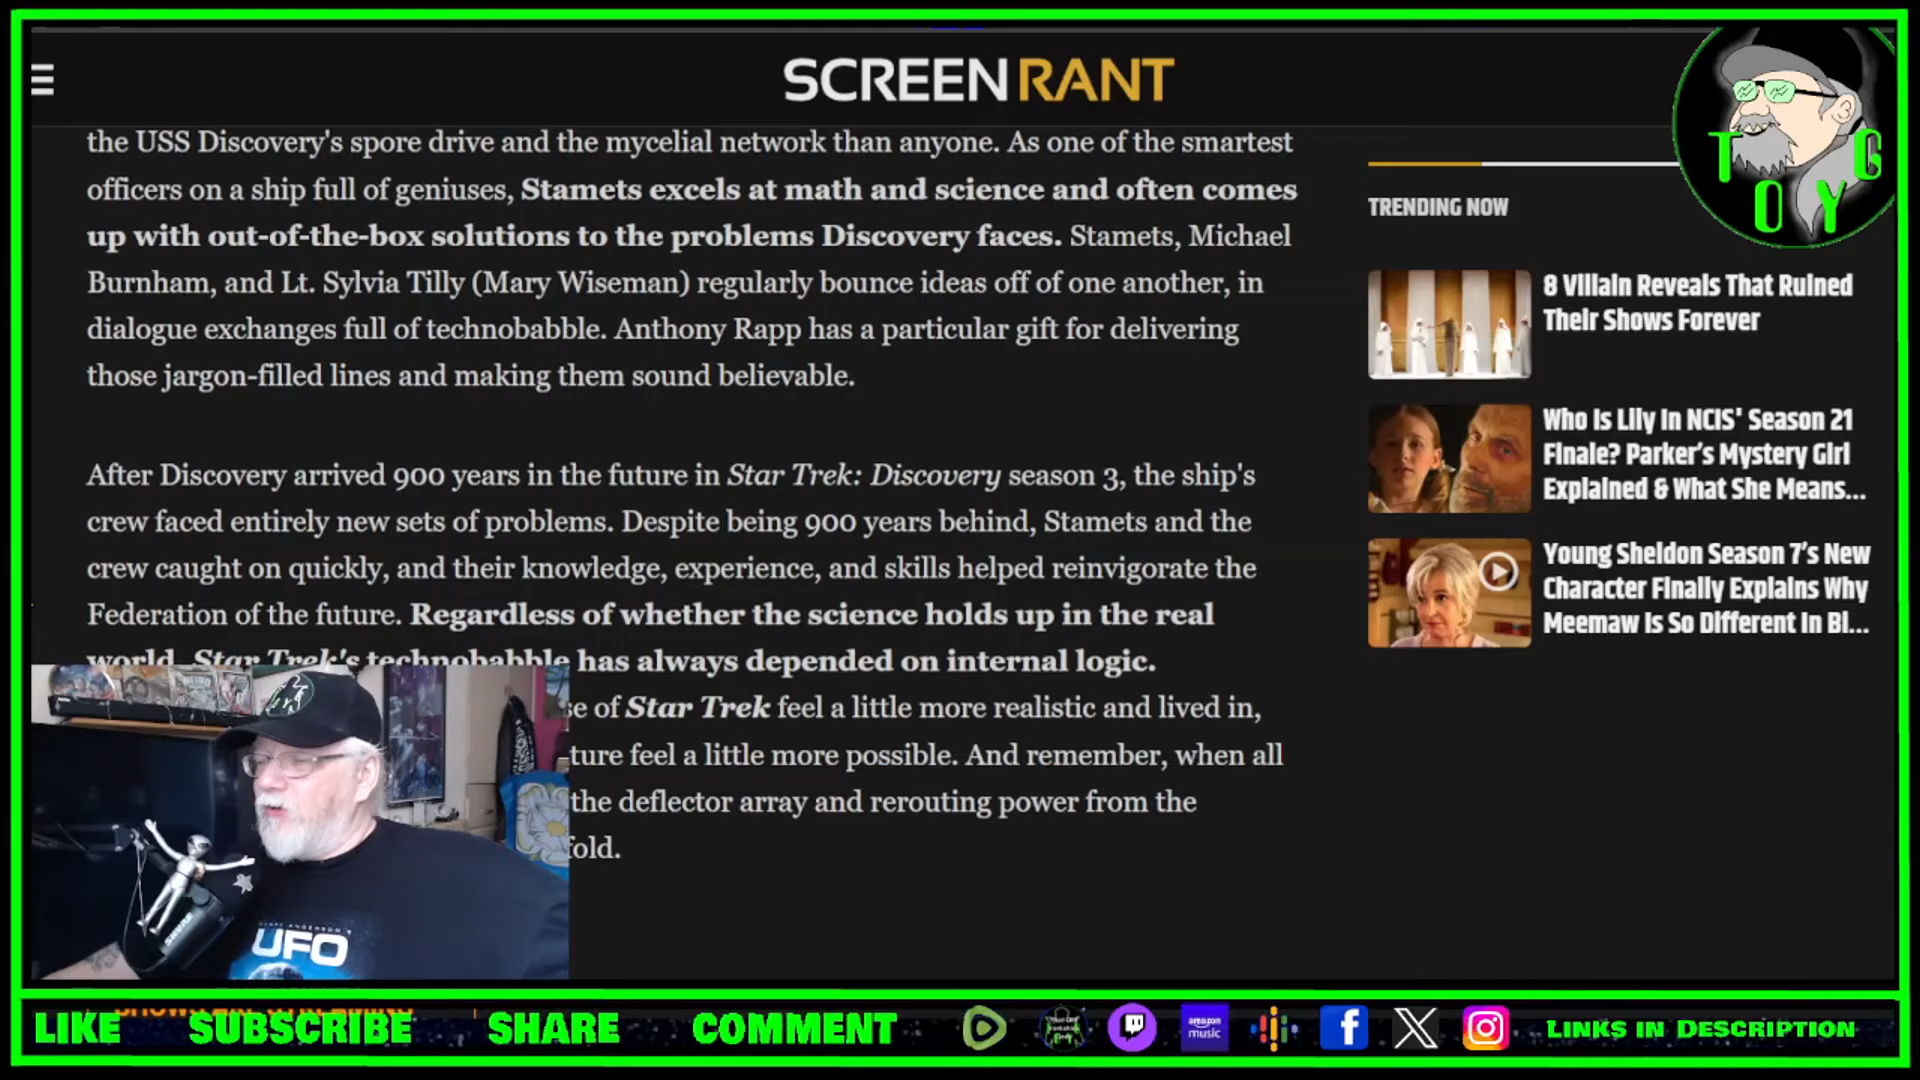 SCREENRANT
the USS Discovery's spore drive and the mycelial network than anyone. As one of the smartest
officers on a ship full of geniuses, Stamets excels at math and science and often comes
up with out-of-the-box solutions to the problems Discovery faces. Stamets, Michael
Burnham, and Lt. Sylvia Tilly (Mary Wiseman) regularly bounce ideas off of one another, in
dialogue exchanges full of technobabble. Anthony Rapp has a particular gift for delivering
those jargon-filled lines and making them sound believable.
After Discovery arrived 900 years in the future in Star Trek: Discovery season 3, the ship's
crew faced entirely new sets of problems. Despite being 900 years behind, Stamets and the
crew caught on quickly, and their knowledge, experience, and skills helped reinvigorate the
Federation of the future. Regardless of whether the science holds up in the real
world, Star Trek's technobabble has always depended on internal logic.
of Star Trek feel a little more realistic and lived in,
ture feel a little more possible. And remember, when all
the deflector array and rerouting power from the
fold.
TOYG
TRENDING NOW
8 Villain Reveals That Ruined
Their Shows Forever
Who Is Lily In NCIS' Season 21
Finale? Parker's Mystery Girl
Explained & What She Means...
Young Sheldon Season 7's New
Character Finally Explains Why
Meemaw Is So Different In Bi...
UFO
SHURE
LIKE SUBSCRIBE SHARE COMMENT
amazon
music
LINKS IN DESCRIPTION